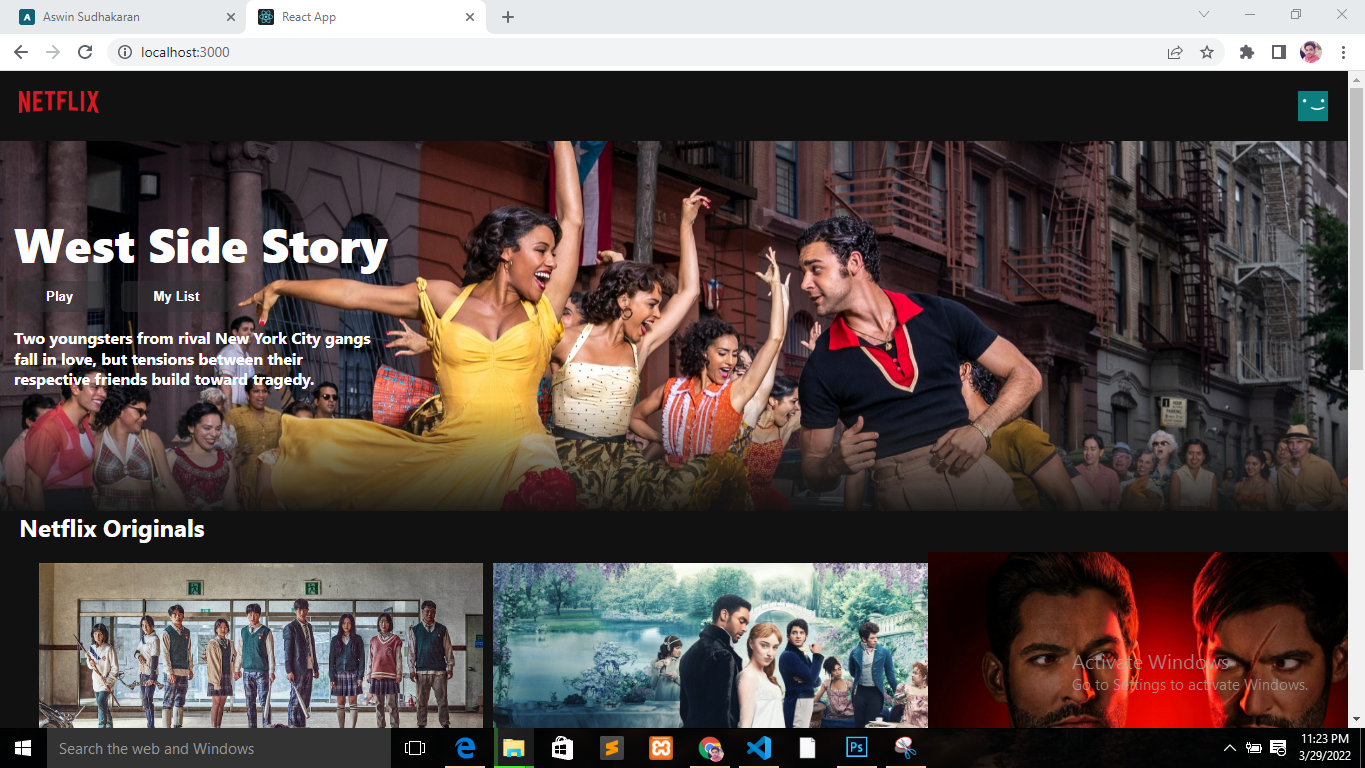 Aswin Sudhakaran
React App
localhost:3000
NETFLIX
West Side Story
Play
My List
Two youngsters from rival New York City gangs
fall in love, but tensions between their
respective friends build toward tragedy.
Netflix Originals
Activate Windows
Go to Settings to activate Windows.
Search the web and Windows
Ps
11:23 PM
3/29/2022